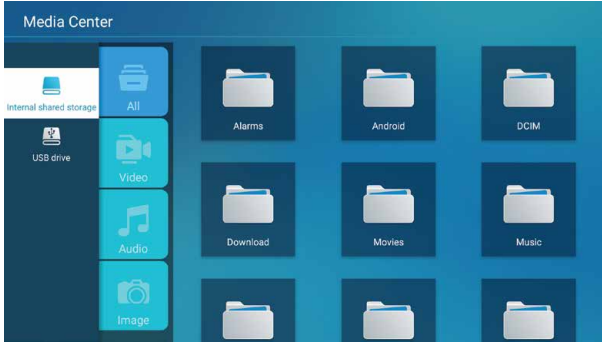 Media Center
Internal shared storage
USB drive
All
Video
Audio
Image
Alarms
Android
DCIM
Download
Movies
Music